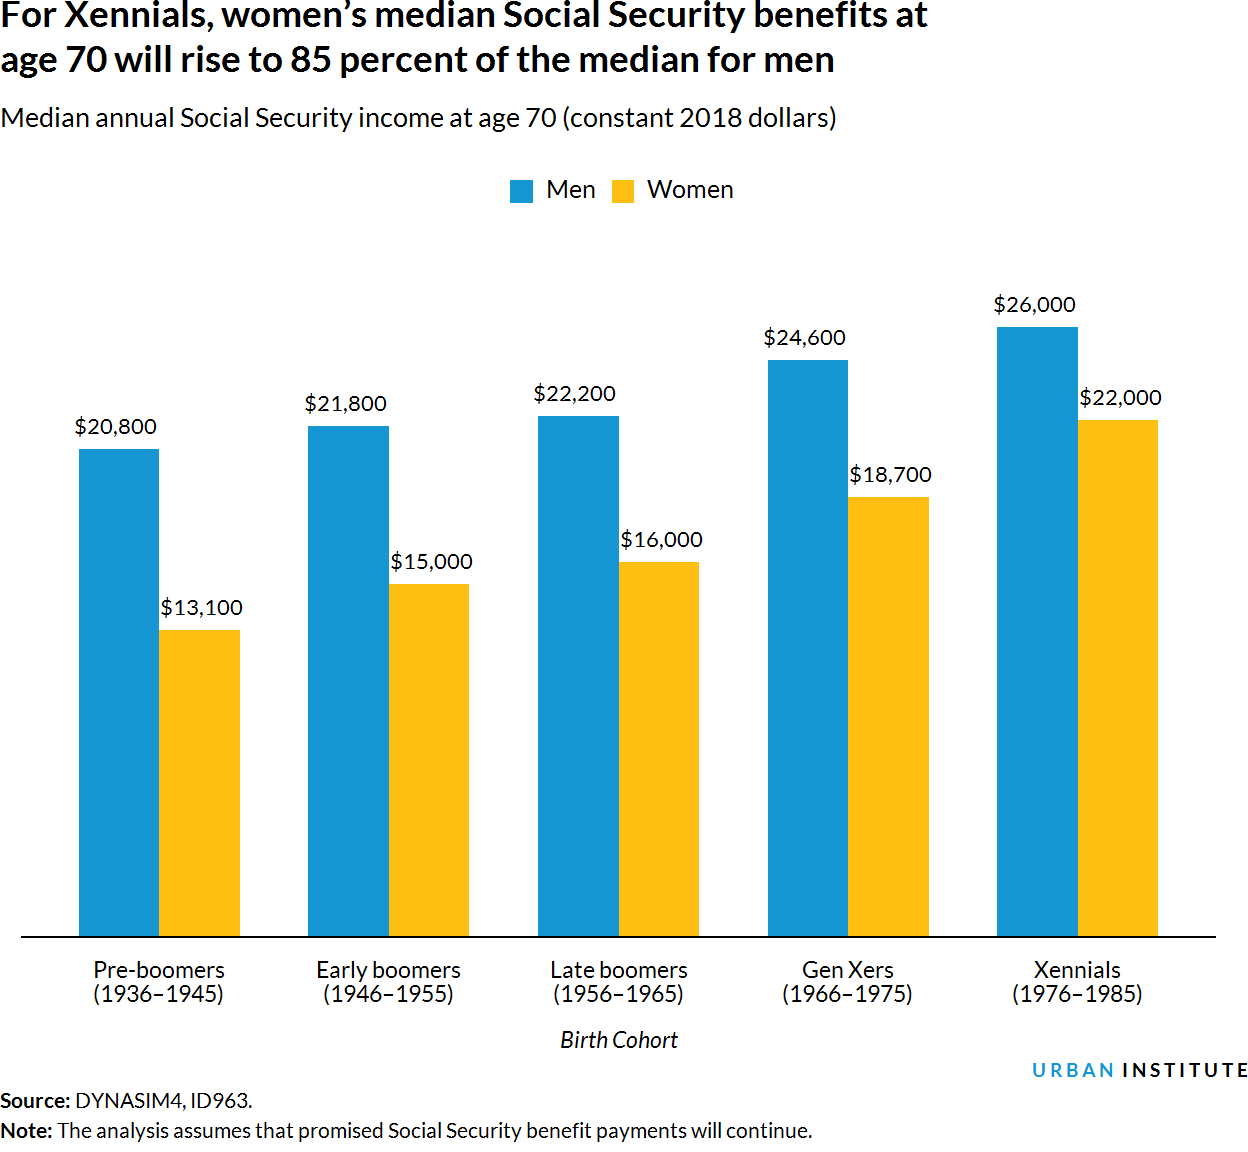 For Xennials, women’s median Social Security benefits at
age 70 will rise to 85 percent of the median for men
Median annual Social Security income at age 70 (constant 2018 dollars)
Men Women
$20,800
$13,100
$21,800
$15,000
$22,200
$16,000
$24,600
$18,700
$26,000
$22,000
Pre-boomers
(1936–1945)
Early boomers
(1946–1955)
Late boomers
(1956–1965)
Gen Xers
(1966–1975)
Xennials
(1976–1985)
Birth Cohort
URBAN INSTITUTE
Source: DYNASIM4, ID963.
Note: The analysis assumes that promised Social Security benefit payments will continue.